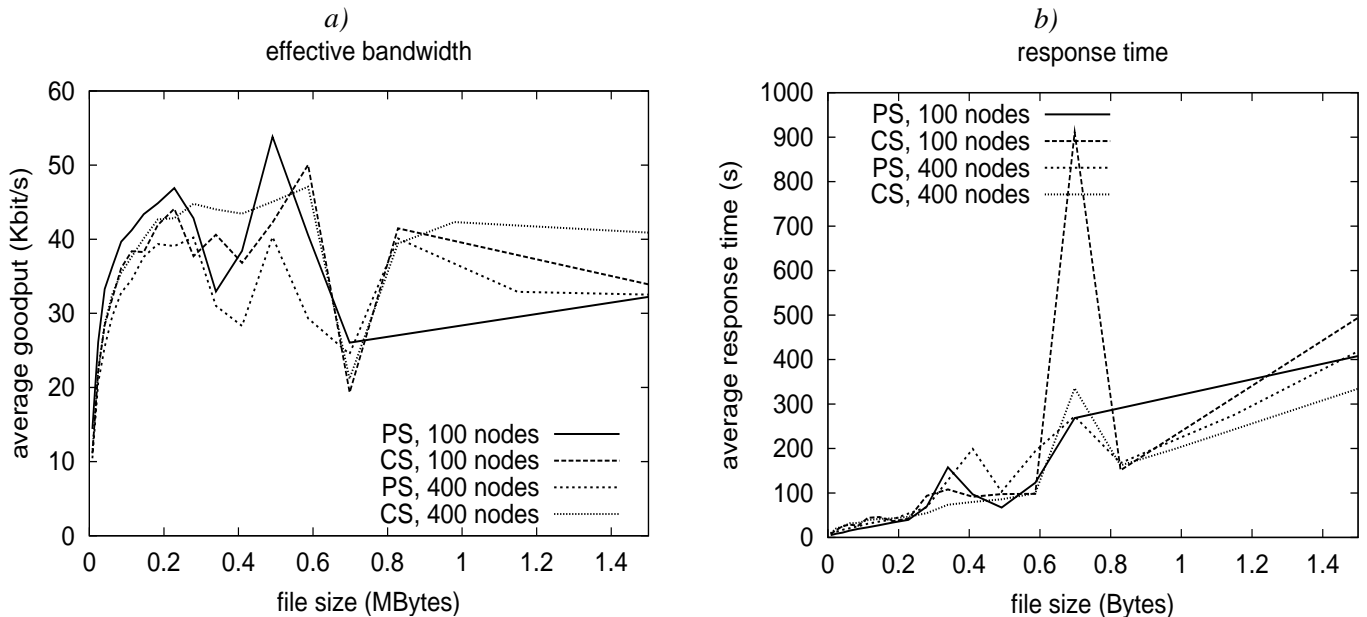 a)
effective bandwidth
average goodput (Kbit/s)
60
50
40
30
20
10
0
PS, 100 nodes
CS, 100 nodes
PS, 400 nodes
CS, 400 nodes
0 0.2 0.4 0.6 0.8 1 1.2 1.4
file size (MBytes)
b)
response time
average response time (s)
1000
900
800
700
600
500
400
300
200
100
0
PS, 100 nodes
CS, 100 nodes
PS, 400 nodes
CS, 400 nodes
0 0.2 0.4 0.6 0.8 1 1.2 1.4
file size (Bytes)